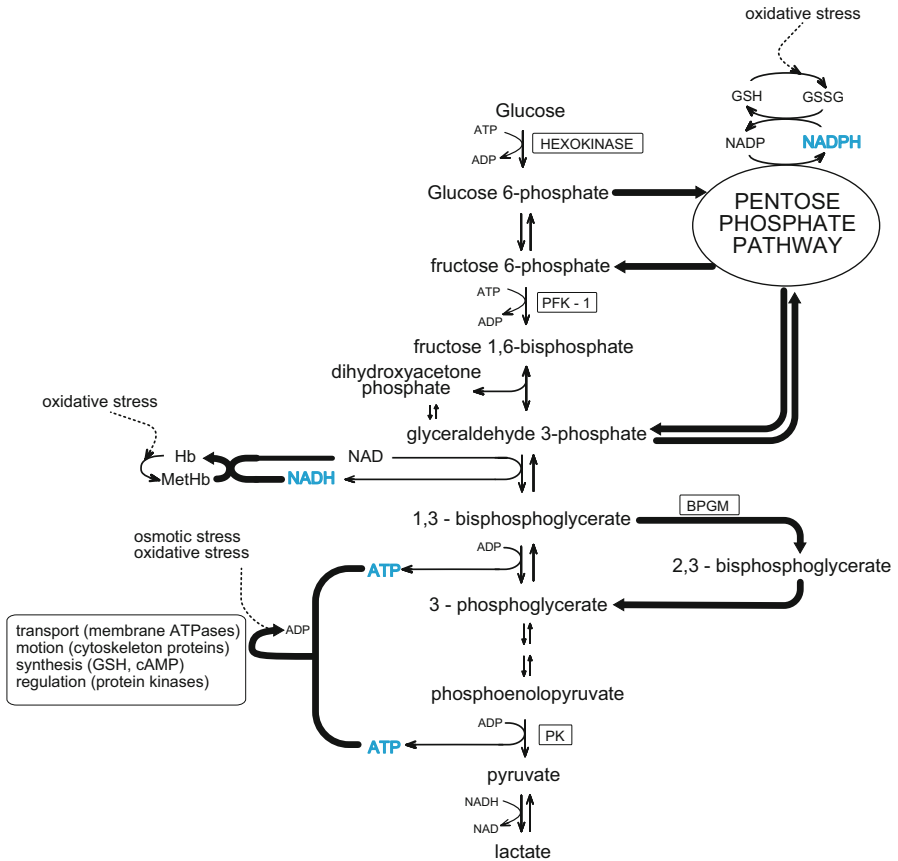 oxidative stress
GSH
GSSG
Glucose
ATP
ADP
HEXOKINASE
NADP
NADPH
Glucose 6-phosphate
PENTOSE
PHOSPHATE
PATHWAY
fructose 6-phosphate
ATP
ADP
PFK - 1
fructose 1,6-bisphosphate
dihydroxyacetone
phosphate
glyceraldehyde 3-phosphate
oxidative stress
Hb
MetHb
NAD
NADH
1,3 - bisphosphoglycerate
BPGM
2,3 - bisphosphoglycerate
osmotic stress
oxidative stress
ADP
ATP
3 - phosphoglycerate
ADP
transport (membrane ATPases)
motion (cytoskeleton proteins)
synthesis (GSH, cAMP)
regulation (protein kinases)
phosphoenolpyruvate
ADP
PK
ATP
pyruvate
NADH
NAD
lactate